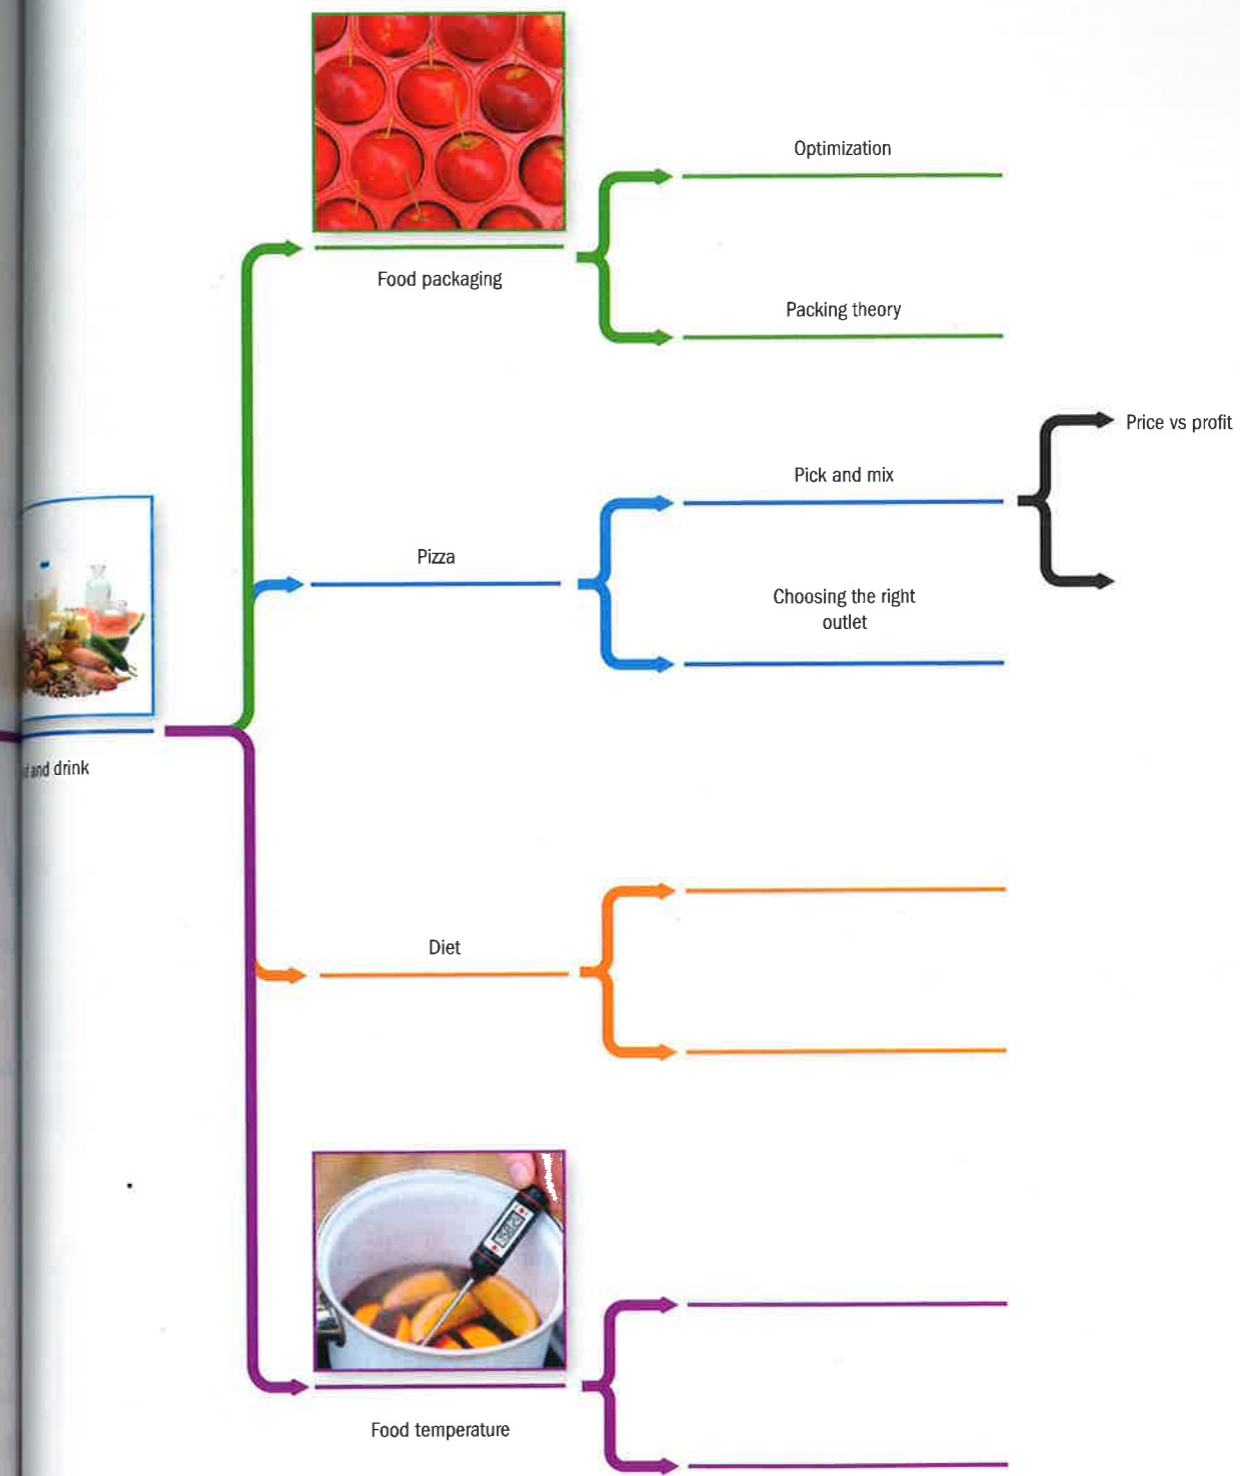 Optimization
Food packaging
Packing theory
Price vs profit
Pick and mix
Pizza
Choosing the right
outlet
and drink
Diet
Food temperature